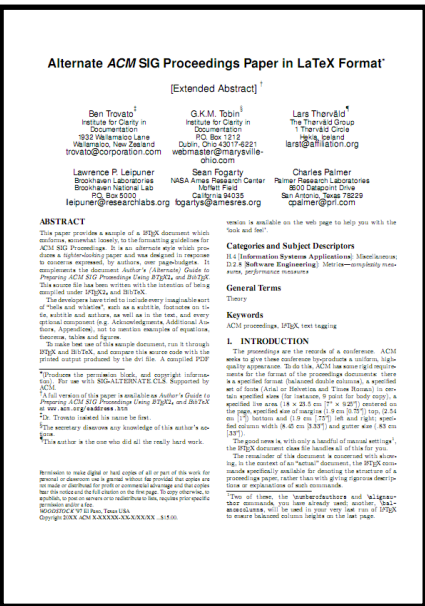 Alternate ACM SIG Proceedings Paper in LaTeX Format*
[Extended Abstract] †
Ben Trovato‡
Institute for Clarity in
Documentation
1932 Wallamaloo Lane
Wallamaloo, New Zealand
trovato@corporation.com
G.K.M. Tobin§
Institute for Clarity in
Documentation
P.O. Box 1212
Dublin, Ohio 43017-6221
webmaster@marysville-
ohio.com
Lars Thørväld¶
The Thørväld Group
1 Thørväld Circle
Hekla, Iceland
larst@affiliation.org
Lawrence P. Leipuner
Brookhaven Laboratories
Brookhaven National Lab
P.O. Box 5000
leipuner@researchlabs.org
Sean Fogarty
NASA Ames Research Center
Moffett Field
California 94035
fogartys@amesres.org
Charles Palmer
Palmer Research Laboratories
8600 Datapoint Drive
San Antonio, Texas 78229
cpalmer@prl.com
ABSTRACT
This paper provides a sample of a LATEX document which
conforms, somewhat loosely, to the formatting guidelines for
ACM SIG Proceedings. It is an alternate style which pro-
duces a tighter-looking paper and was designed in response
to concerns expressed, by authors, over page-budgets. It
complements the document Author's (Alternate) Guide to
Preparing ACM SIG Proceedings Using LATEX2ε and BibTeX.
This source file has been written with the intention of being
compiled under LATEX2ε and BibTeX.
The developers have tried to include every imaginable sort
of "bells and whistles", such as a subtitle, footnotes on ti-
tle, subtitle and authors, as well as in the text, and every
optional component (e.g. Acknowledgments, Additional Au-
thors, Appendices), not to mention examples of equations,
theorems, tables and figures.
To make best use of this sample document, run it through
LATEX and BibTeX, and compare this source code with the
printed output produced by the dvi file. A compiled PDF
*(Produces the permission block, and copyright informa-
tion). For use with SIG-ALTERNATE.CLS. Supported by
ACM.
†A full version of this paper is available as Author's Guide to
Preparing ACM SIG Proceedings Using LATEX2ε and BibTeX
at www.acm.org/eaddress.htm
‡Dr. Trovato insisted his name be first.
§The secretary disavows any knowledge of this author's ac-
tions.
¶This author is the one who did all the really hard work.
Permission to make digital or hard copies of all or part of this work for
personal or classroom use is granted without fee provided that copies are
not made or distributed for profit or commercial advantage and that copies
bear this notice and the full citation on the first page. To copy otherwise, to
republish, to post on servers or to redistribute to lists, requires prior specific
permission and/or a fee.
WOODSTOCK '97 El Paso, Texas USA
Copyright 20XX ACM X-XXXXX-XX-X/XX/XX ...$15.00.
version is available on the web page to help you with the
"look and feel".
Categories and Subject Descriptors
H.4 [Information Systems Applications]: Miscellaneous;
D.2.8 [Software Engineering]: Metrics—complexity mea-
sures, performance measures
General Terms
Theory
Keywords
ACM proceedings, LATEX, text tagging
1. INTRODUCTION
The proceedings are the records of a conference. ACM
seeks to give these conference by-products a uniform, high-
quality appearance. To do this, ACM has some rigid require-
ments for the format of the proceedings documents: there
is a specified format (balanced double columns), a specified
set of fonts (Arial or Helvetica and Times Roman) in cer-
tain specified sizes (for instance, 9 point for body copy), a
specified live area (18 × 23.5 cm [7" × 9.25"]) centered on
the page, specified size of margins (1.9 cm [0.75"]) top, (2.54
cm [1"]) bottom and (1.9 cm [.75"]) left and right; speci-
fied column width (8.45 cm [3.33"]) and gutter size (.83 cm
[.33"]).
The good news is, with only a handful of manual settings¹,
the LATEX document class file handles all of this for you.
The remainder of this document is concerned with show-
ing, in the context of an "actual" document, the LATEX com-
mands specifically available for denoting the structure of a
proceedings paper, rather than with giving rigorous descrip-
tions or explanations of such commands.
¹Two of these, the \numberofauthors and \alignau-
thor commands, you have already used; another, \bal-
ancecolumns, will be used in your very last run of LATEX
to ensure balanced column heights on the last page.